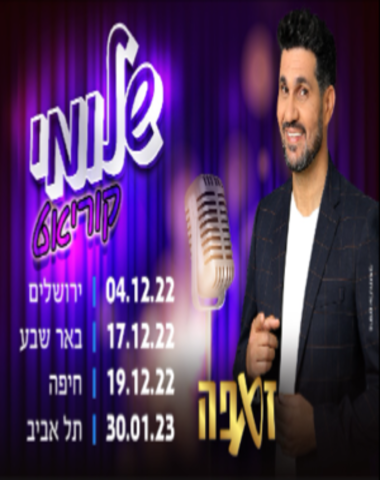 שלומי
קוריאט
04.12.22 | ירושלים
17.12.22 | באר שבע
19.12.22 | חיפה
30.01.23 | תל אביב
זאפה